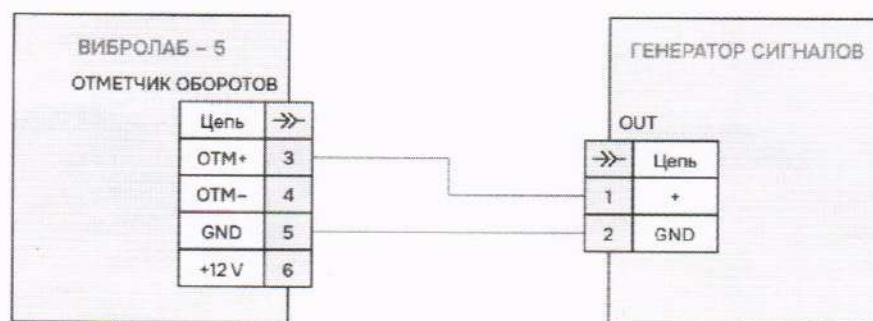 ВИБРОЛАБ – 5
ОТМЕТЧИК ОБОРОТОВ
Цепь
ОТМ+ 3
ОТМ– 4
GND 5
+12 V 6
ГЕНЕРАТОР СИГНАЛОВ
OUT
Цепь
1 +
2 GND